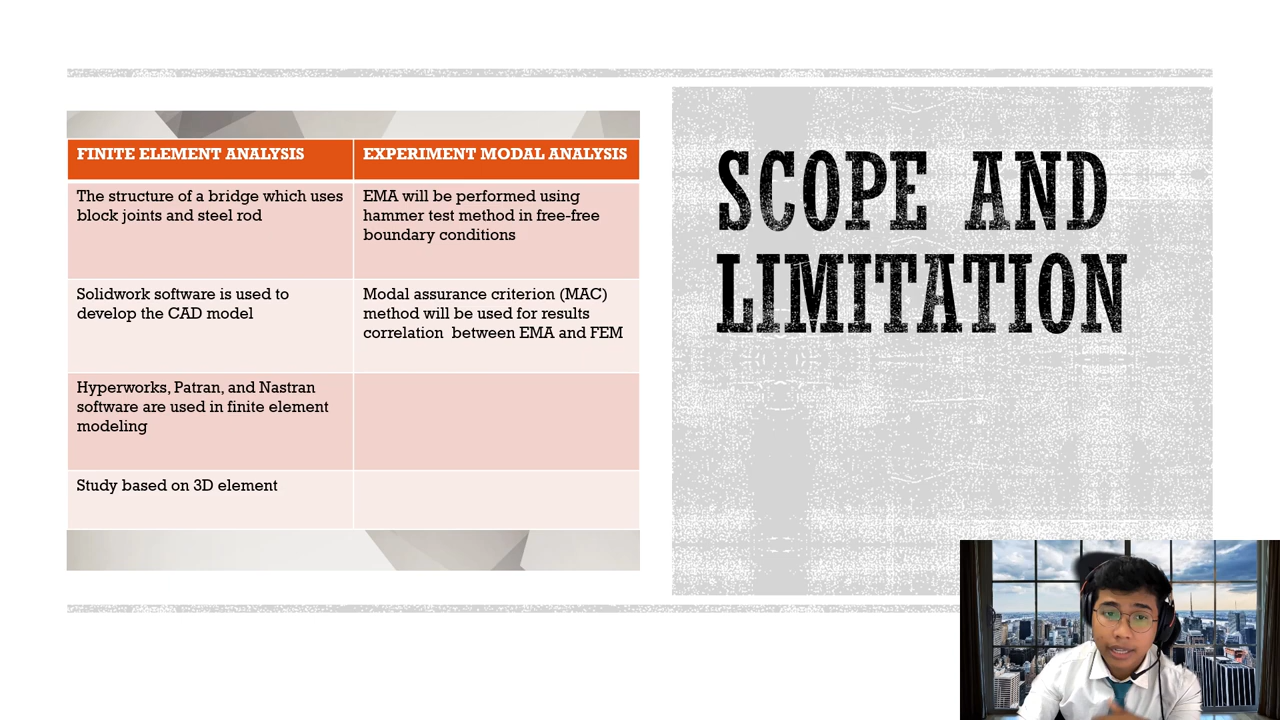 FINITE ELEMENT ANALYSIS
EXPERIMENT MODAL ANALYSIS
The structure of a bridge which uses
block joints and steel rod
EMA will be performed using
hammer test method in free-free
boundary conditions
Solidwork software is used to
develop the CAD model
Modal assurance criterion (MAC)
method will be used for results
correlation between EMA and FEM
Hyperworks, Patran, and Nastran
software are used in finite element
modeling
Study based on 3D element
SCOPE AND
LIMITATION